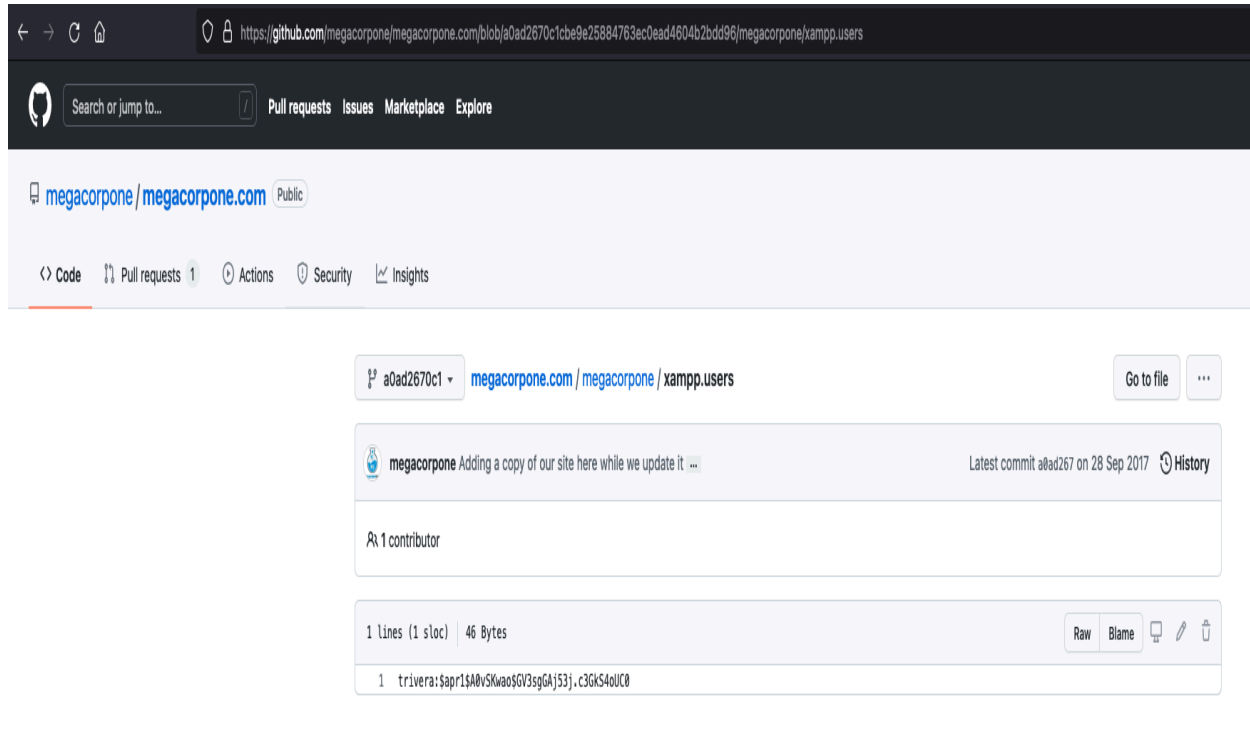 https://github.com/megacorpone/megacorpone.com/blob/a0ad2670c1cbe9e25884763ec0ead4604b2bdd96/megacorpone/xampp.users
Search or jump to... / Pull requests Issues Marketplace Explore
megacorpone / megacorpone.com Public
<> Code Pull requests 1 Actions Security Insights
a0ad2670c1 megacorpone.com / megacorpone / xampp.users Go to file ...
megacorpone Adding a copy of our site here while we update it ... Latest commit a0ad267 on 28 Sep 2017 History
1 contributor
1 lines (1 sloc) 46 Bytes Raw Blame
1 trivera:$apr1$A0vSKwao$GV3sgGAj53j.c3GkS4oUC0